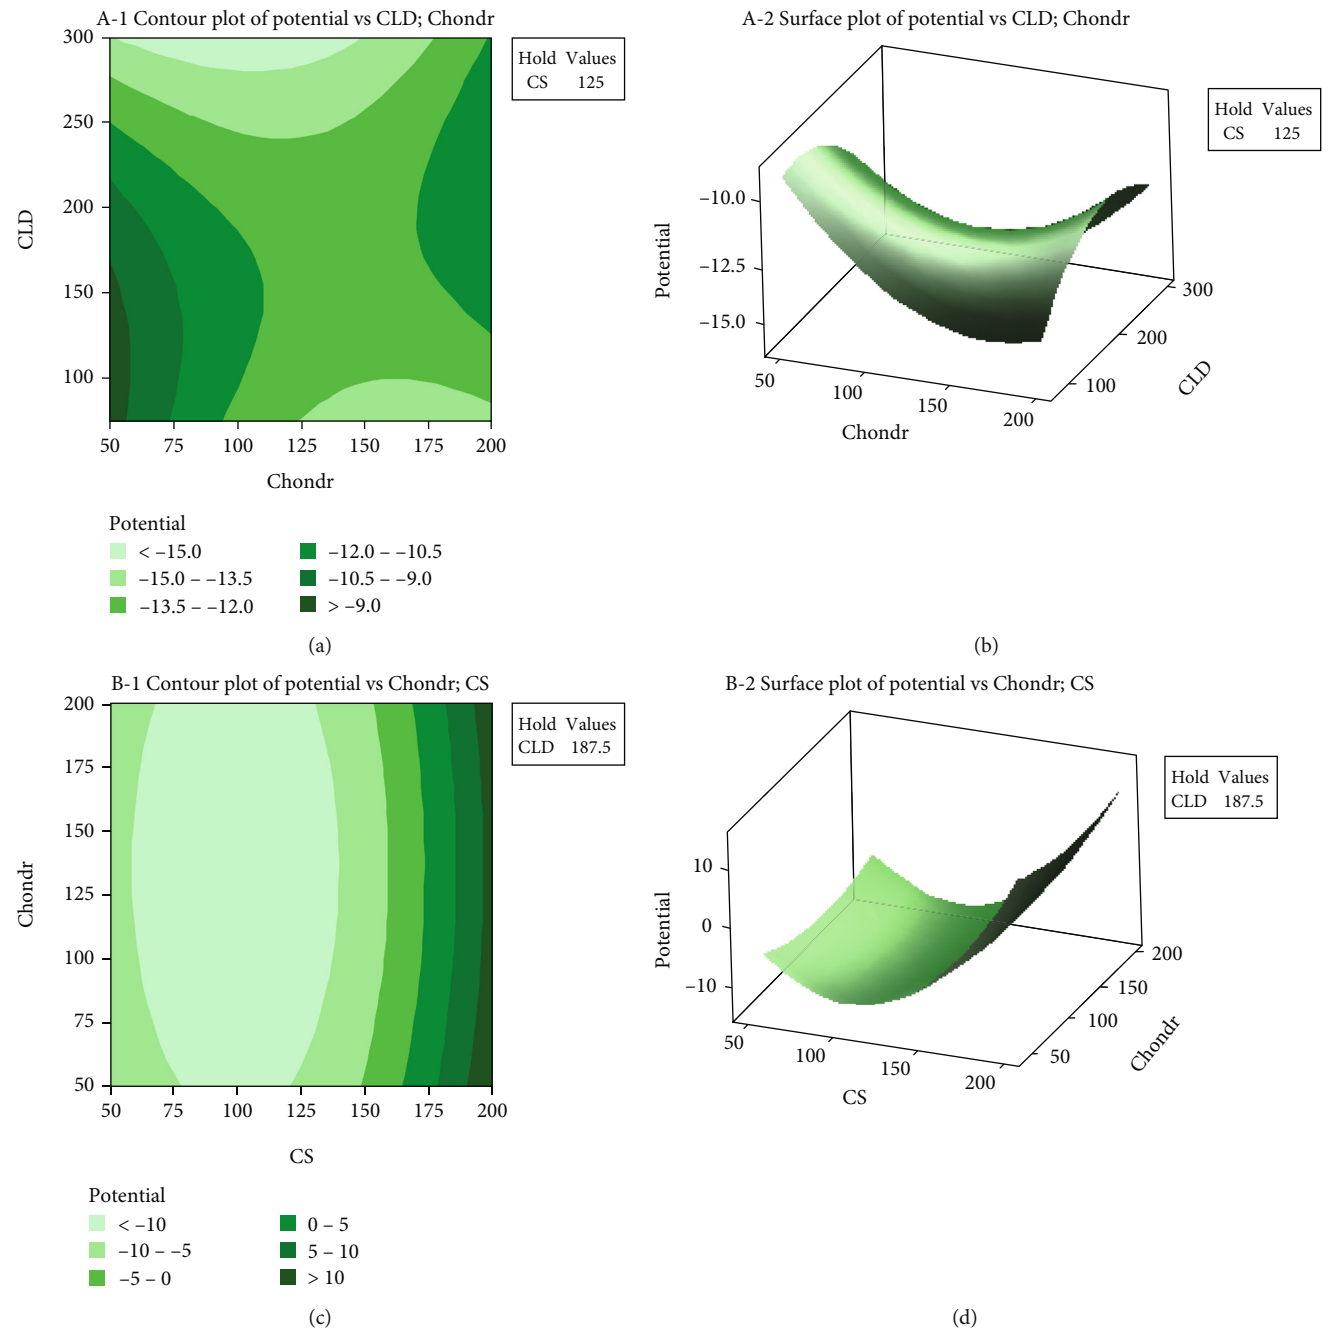 A-1 Contour plot of potential vs CLD; Chondr
300
250
200
150
100
CLD
50 75 100 125 150 175 200
Chondr
Hold Values
CS 125
Potential
< –15.0
–15.0 – –13.5
–13.5 – –12.0
–12.0 – –10.5
–10.5 – –9.0
> –9.0
(a)
A-2 Surface plot of potential vs CLD; Chondr
Hold Values
CS 125
–10.0
–12.5
–15.0
Potential
50 100 150 200
Chondr
100 200 300
CLD
(b)
B-1 Contour plot of potential vs Chondr; CS
200
175
150
125
100
75
50
Chondr
50 75 100 125 150 175 200
CS
Hold Values
CLD 187.5
Potential
< –10
–10 – –5
–5 – 0
0 – 5
5 – 10
> 10
(c)
B-2 Surface plot of potential vs Chondr; CS
Hold Values
CLD 187.5
10
0
–10
Potential
50 100 150 200
CS
50 100 150 200
Chondr
(d)